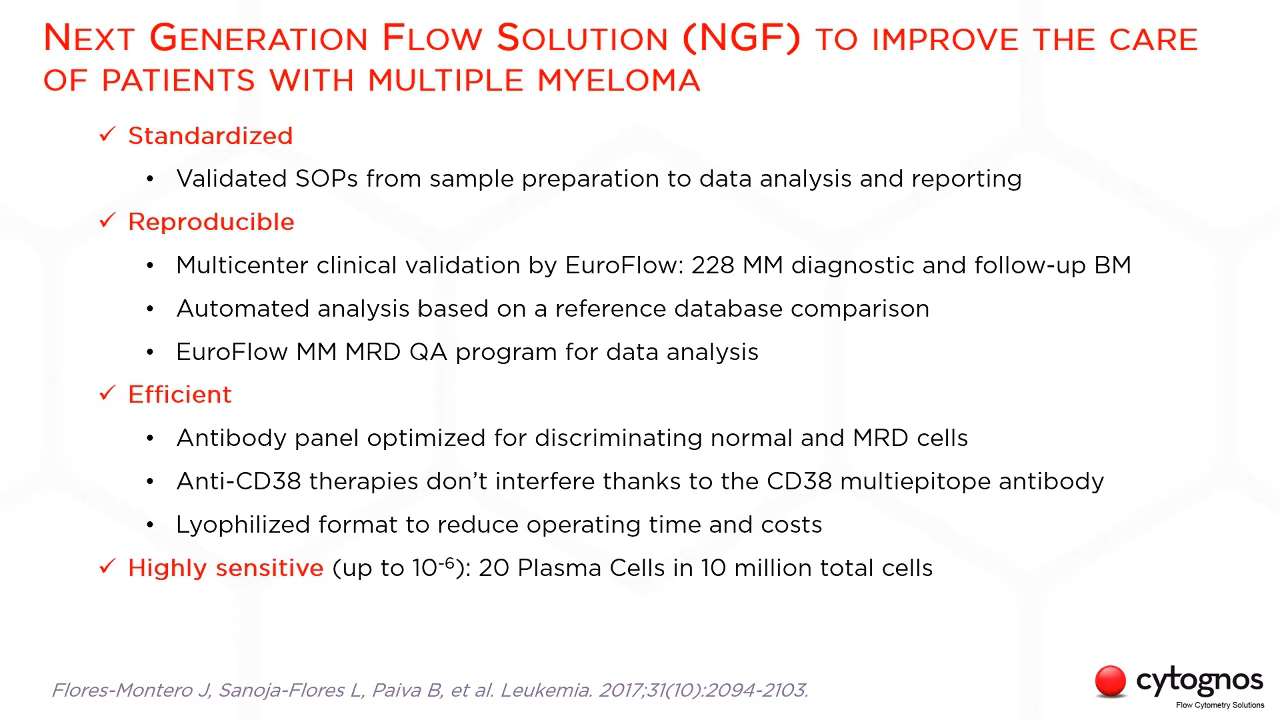 NEXT GENERATION FLOW SOLUTION (NGF) TO IMPROVE THE CARE
OF PATIENTS WITH MULTIPLE MYELOMA
✓ Standardized
• Validated SOPs from sample preparation to data analysis and reporting
✓ Reproducible
• Multicenter clinical validation by EuroFlow: 228 MM diagnostic and follow-up BM
• Automated analysis based on a reference database comparison
• EuroFlow MM MRD QA program for data analysis
✓ Efficient
• Antibody panel optimized for discriminating normal and MRD cells
• Anti-CD38 therapies don’t interfere thanks to the CD38 multiepitope antibody
• Lyophilized format to reduce operating time and costs
✓ Highly sensitive (up to 10⁻⁶): 20 Plasma Cells in 10 million total cells
Flores-Montero J, Sanoja-Flores L, Paiva B, et al. Leukemia. 2017;31(10):2094-2103.
cytognos
Flow Cytometry Solutions